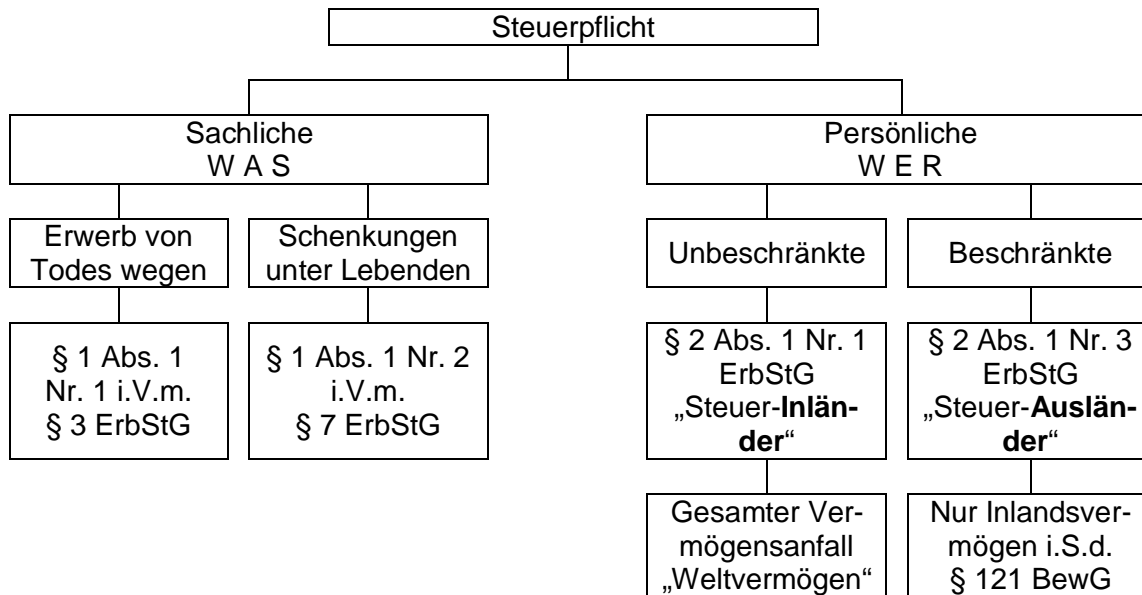 Steuerpflicht
Sachliche
W A S
Persönliche
W E R
Erwerb von
Todes wegen
Schenkungen
unter Lebenden
Unbeschränkte
Beschränkte
§ 1 Abs. 1
Nr. 1 i.V.m.
§ 3 ErbStG
§ 1 Abs. 1 Nr. 2
i.V.m.
§ 7 ErbStG
§ 2 Abs. 1 Nr. 1
ErbStG
„Steuer-Inlän-
der“
§ 2 Abs. 1 Nr. 3
ErbStG
„Steuer-Auslän-
der“
Gesamter Ver-
mögensanfall
„Weltvermögen“
Nur Inlandsver-
mögen i.S.d.
§ 121 BewG